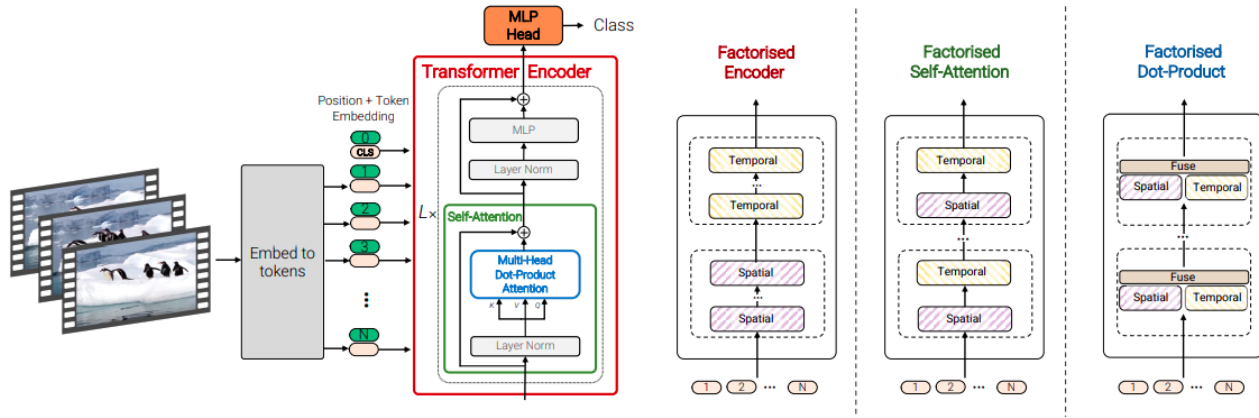 MLP
Head
Class
Transformer Encoder
Position + Token
Embedding
0
CLS
1
2
3
...
N
Embed to
tokens
L×
MLP
Layer Norm
Self-Attention
Multi-Head
Dot-Product
Attention
K V Q
Layer Norm
Factorised
Encoder
Temporal
...
Temporal
Spatial
...
Spatial
1 2 ... N
Factorised
Self-Attention
Temporal
Spatial
...
Temporal
Spatial
1 2 ... N
Factorised
Dot-Product
Fuse
Spatial Temporal
...
Fuse
Spatial Temporal
1 2 ... N